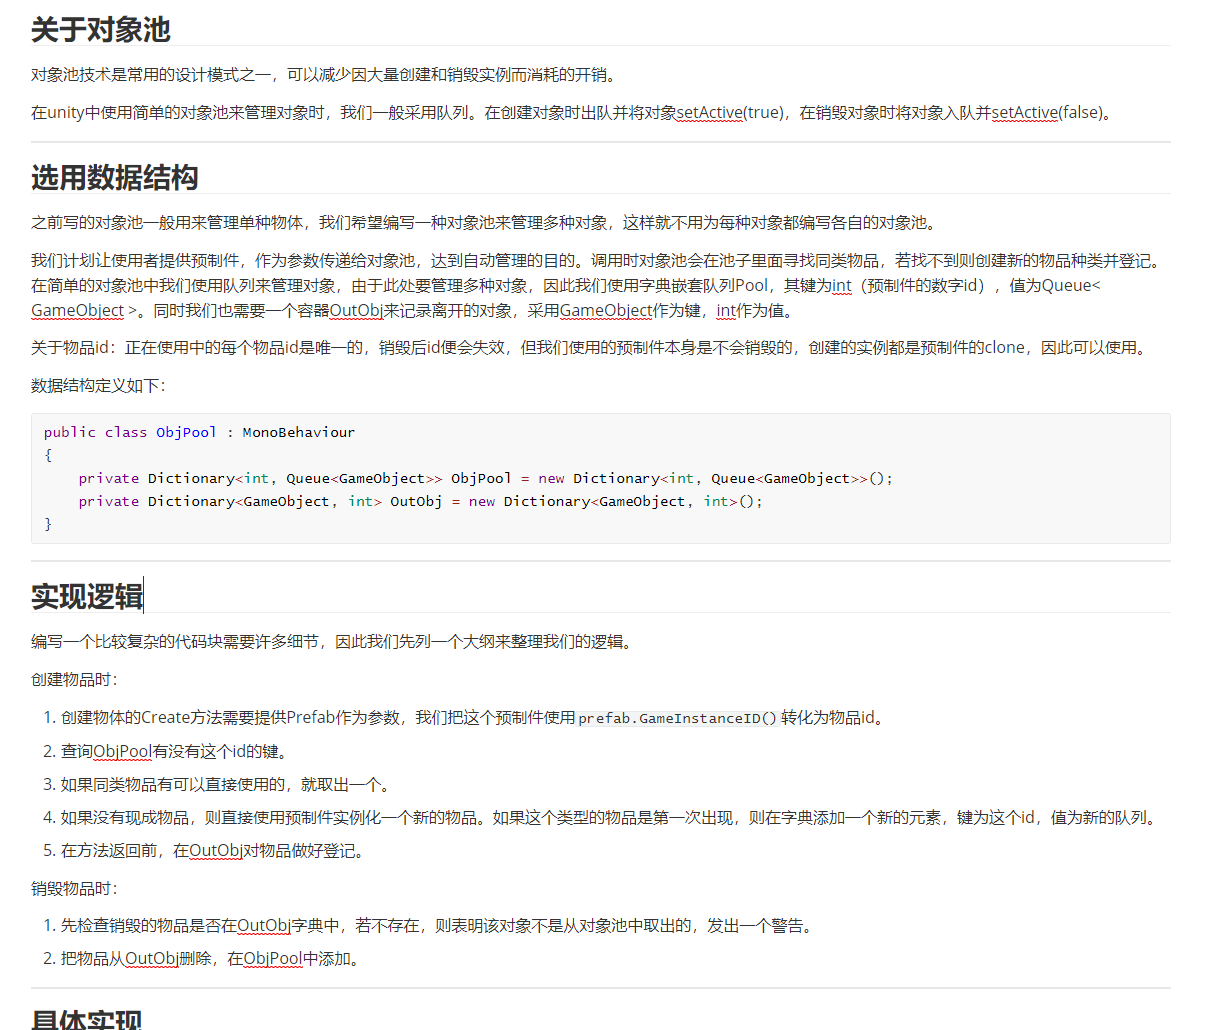 关于对象池
对象池技术是常用的设计模式之一，可以减少因大量创建和销毁实例而消耗的开销。
在unity中使用简单的对象池来管理对象时，我们一般采用队列。在创建对象时出队并将对象setActive(true)，在销毁对象时将对象入队并setActive(false)。
选用数据结构
之前写的对象池一般用来管理单种物体，我们希望编写一种对象池来管理多种对象，这样就不用为每种对象都编写各自的对象池。
我们计划让使用者提供预制件，作为参数传递给对象池，达到自动管理的目的。调用时对象池会在池子里面寻找同类物品，若找不到则创建新的物品种类并登记。
在简单的对象池中我们使用队列来管理对象，由于此处要管理多种对象，因此我们使用字典嵌套队列Pool，其键为int（预制件的数字id），值为Queue<
GameObject >。同时我们也需要一个容器OutObj来记录离开的对象，采用GameObject作为键，int作为值。
关于物品id：正在使用中的每个物品id是唯一的，销毁后id便会失效，但我们使用的预制件本身是不会销毁的，创建的实例都是预制件的clone，因此可以使用。
数据结构定义如下：
public class ObjPool : MonoBehaviour
{
    private Dictionary<int, Queue<GameObject>> ObjPool = new Dictionary<int, Queue<GameObject>>();
    private Dictionary<GameObject, int> OutObj = new Dictionary<GameObject, int>();
}
实现逻辑
编写一个比较复杂的代码块需要许多细节，因此我们先列一个大纲来整理我们的逻辑。
创建物品时：
1. 创建物体的Create方法需要提供Prefab作为参数，我们把这个预制件使用prefab.GameInstanceID()转化为物品id。
2. 查询ObjPool有没有这个id的键。
3. 如果同类物品有可以直接使用的，就取出一个。
4. 如果没有现成物品，则直接使用预制件实例化一个新的物品。如果这个类型的物品是第一次出现，则在字典添加一个新的元素，键为这个id，值为新的队列。
5. 在方法返回前，在OutObj对物品做好登记。
销毁物品时：
1. 先检查销毁的物品是否在OutObj字典中，若不存在，则表明该对象不是从对象池中取出的，发出一个警告。
2. 把物品从OutObj删除，在ObjPool中添加。
具体实现